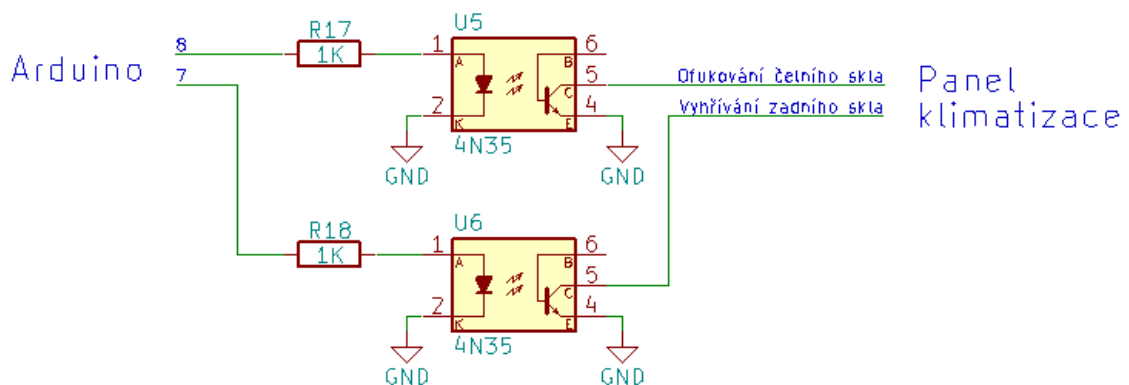 U5
R17
8
1K
1
A
2
K
6
B
5
C
4
E
4N35
GND
GND
Arduino
7
Ofukování čelního skla
Vyhřívání zadního skla
Panel
klimatizace
U6
R18
1K
1
A
2
K
6
B
5
C
4
E
4N35
GND
GND